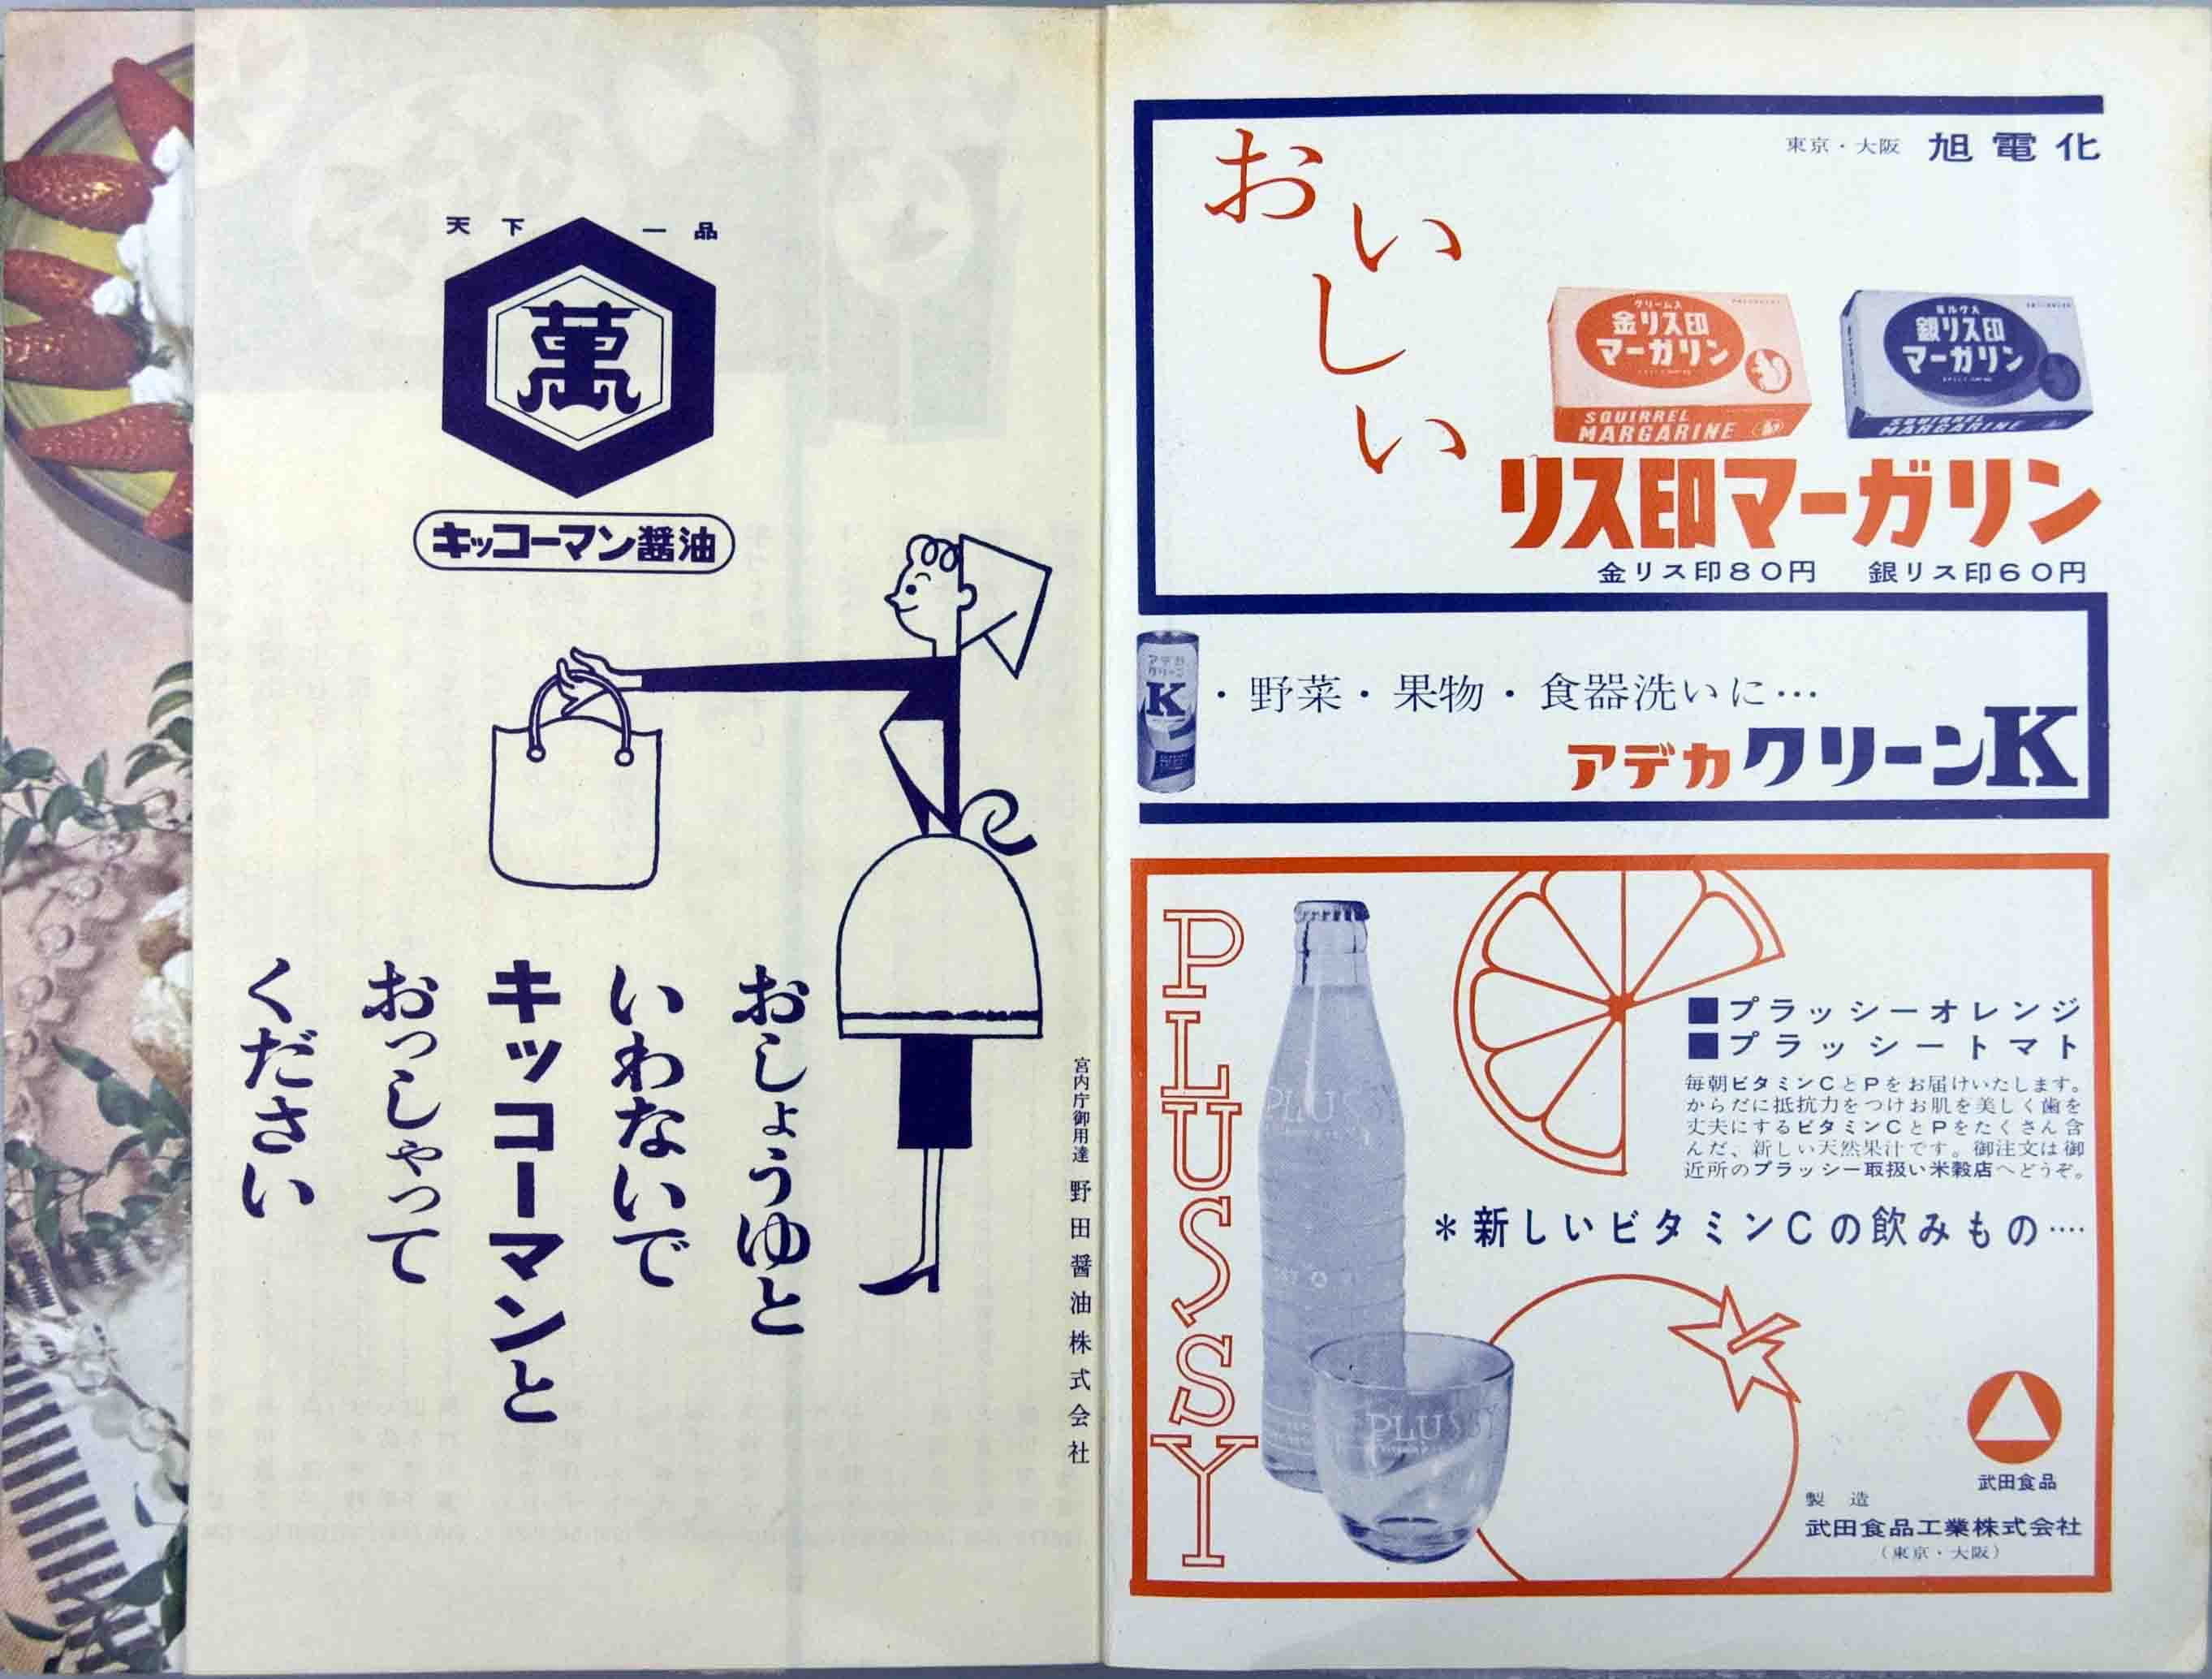 天下一品
萬
キッコーマン醤油
おしょうゆと
いわないで
キッコーマンと
おっしゃって
ください
宮内庁御用達 野田醤油株式会社
東京・大阪 旭電化
おいしい
クリームス
金リス印
マーガリン
SQUIRREL
MARGARINE
ミルクス
銀リス印
マーガリン
SQUIRREL
MARGARINE
リス印マーガリン
金リス印80円 銀リス印60円
アデカ
クリーン
K
・野菜・果物・食器洗いに…
アデカクリーンK
PLUSSY
PLUSSY
PLUSSY
■プラッシーオレンジ
■プラッシートマト
毎朝ビタミンCとPをお届けいたします。
からだに抵抗力をつけお肌を美しく歯を
丈夫にするビタミンCとPをたくさん含
んだ、新しい天然果汁です。御注文は御
近所のプラッシー取扱い米穀店へどうぞ。
*新しいビタミンCの飲みもの‥‥
武田食品
製造
武田食品工業株式会社
(東京・大阪)